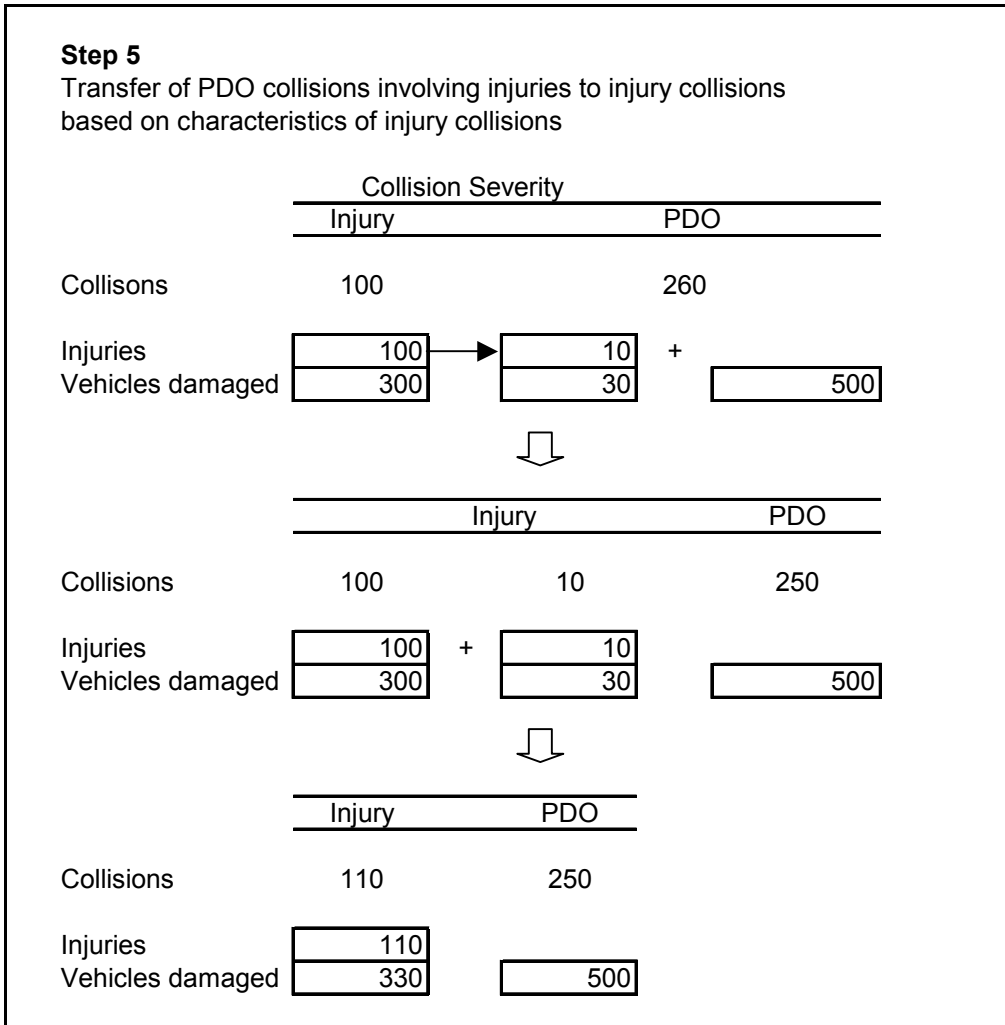 Step 5
Transfer of PDO collisions involving injuries to injury collisions
based on characteristics of injury collisions
Collision Severity
Injury PDO
Collisons 100 260
Injuries 100 10 +
Vehicles damaged 300 30 500
Injury PDO
Collisions 100 10 250
Injuries 100 + 10
Vehicles damaged 300 30 500
Injury PDO
Collisions 110 250
Injuries 110
Vehicles damaged 330 500